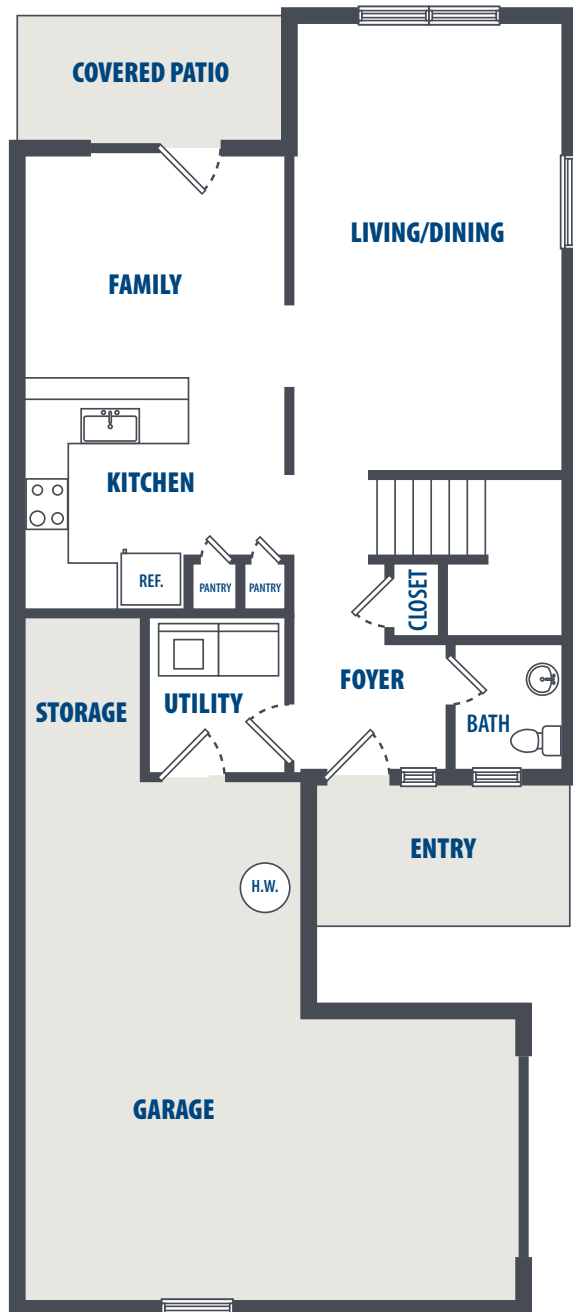 COVERED PATIO
LIVING/DINING
FAMILY
KITCHEN
REF.
PANTRY
PANTRY
CLOSET
FOYER
UTILITY
STORAGE
BATH
ENTRY
H.W.
GARAGE